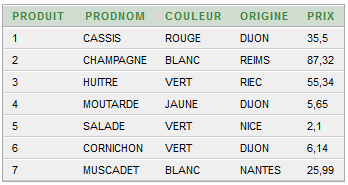 PRODUIT PRODNOM COULEUR ORIGINE PRIX
1 CASSIS ROUGE DIJON 35,5
2 CHAMPAGNE BLANC REIMS 87,32
3 HUITRE VERT RIEC 55,34
4 MOUTARDE JAUNE DIJON 5,65
5 SALADE VERT NICE 2,1
6 CORNICHON VERT DIJON 6,14
7 MUSCADET BLANC NANTES 25,99